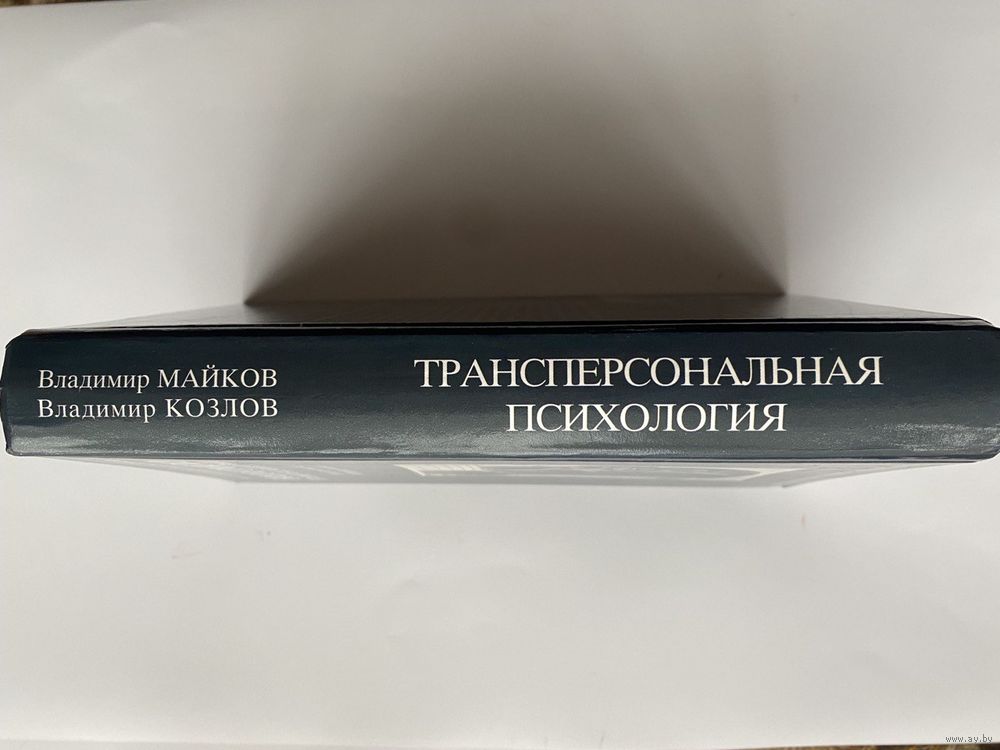 Владимир МАЙКОВ
Владимир КОЗЛОВ
ТРАНСПЕРСОНАЛЬНАЯ
ПСИХОЛОГИЯ
www.ay.by